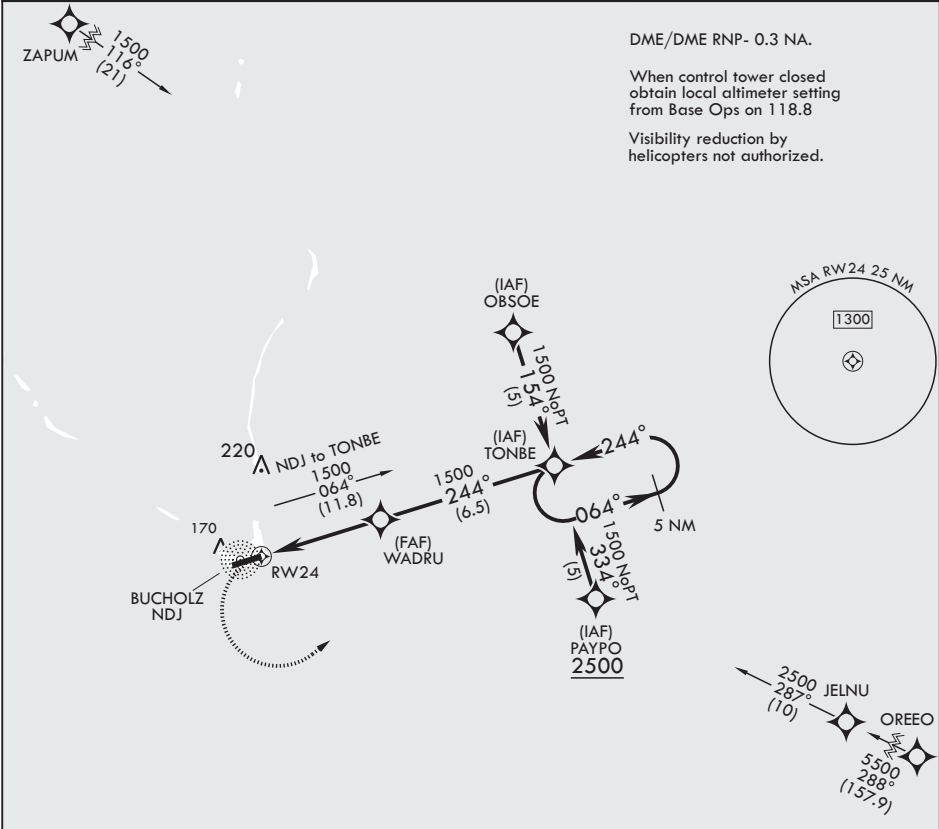 ZAPUM
1500
116°
(21)
DME/DME RNP- 0.3 NA.
When control tower closed
obtain local altimeter setting
from Base Ops on 118.8
Visibility reduction by
helicopters not authorized.
MSA RW24 25 NM
1300
(IAF)
OBSOE
1500 NoPT
154°
(5)
(IAF)
TONBE
244°
064°
5 NM
220
NDJ to TONBE
1500
064°
(11.8)
1500
244°
(6.5)
(FAF)
WADRU
170
RW24
BUCHOLZ
NDJ
1500 NoPT
334°
(5)
(IAF)
PAYPO
2500
2500
287°
(10)
JELNU
OREEO
5500
288°
(157.9)